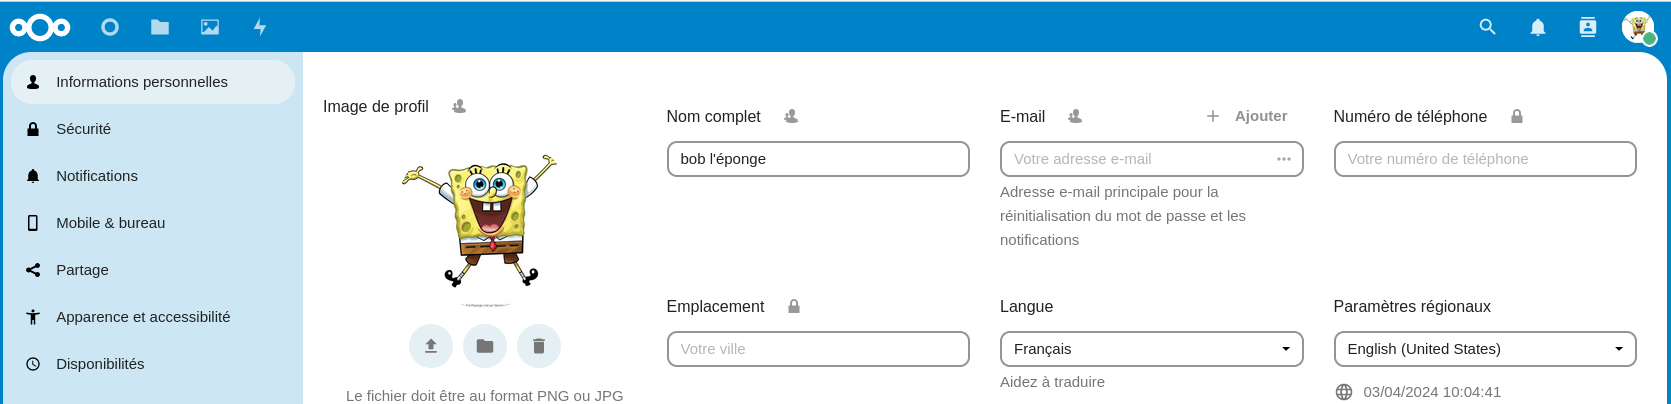 Informations personnelles
Sécurité
Notifications
Mobile & bureau
Partage
Apparence et accessibilité
Disponibilités
Image de profil
Le fichier doit être au format PNG ou JPG
Nom complet
bob l'éponge
E-mail
Ajouter
Votre adresse e-mail
Adresse e-mail principale pour la
réinitialisation du mot de passe et les
notifications
Numéro de téléphone
Votre numéro de téléphone
Emplacement
Votre ville
Langue
Français
Aidez à traduire
Paramètres régionaux
English (United States)
03/04/2024 10:04:41